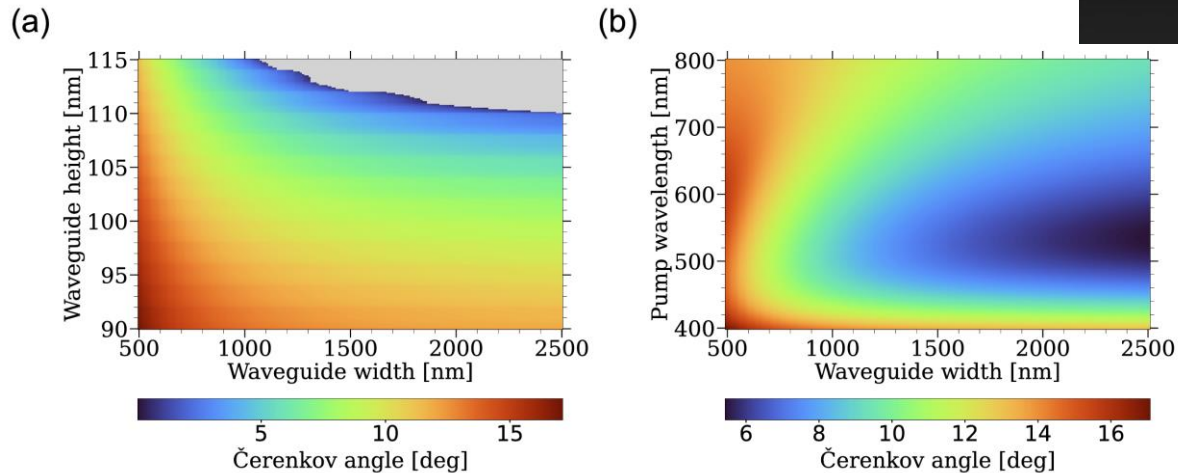 (a)
(b)
Waveguide height [nm]
115
110
105
100
95
90
500 1000 1500 2000 2500
Waveguide width [nm]
5 10 15
Čerenkov angle [deg]
Pump wavelength [nm]
800
700
600
500
400
500 1000 1500 2000 2500
Waveguide width [nm]
6 8 10 12 14 16
Čerenkov angle [deg]